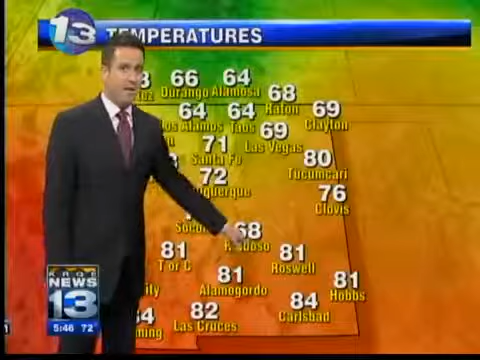 13 TEMPERATURES
66 64
Durango Alamosa
68
Raton
64 64 69
Los Alamos Taos Clayton
69
Las Vegas
71
Santa Fe
80
Tucumcari
72
76
Clovis
68
81 81
T or C Roswell
81 81
Alamogordo Hobbs
82 84
Las Cruces Carlsbad
KRQE
NEWS
13
5:46 72°